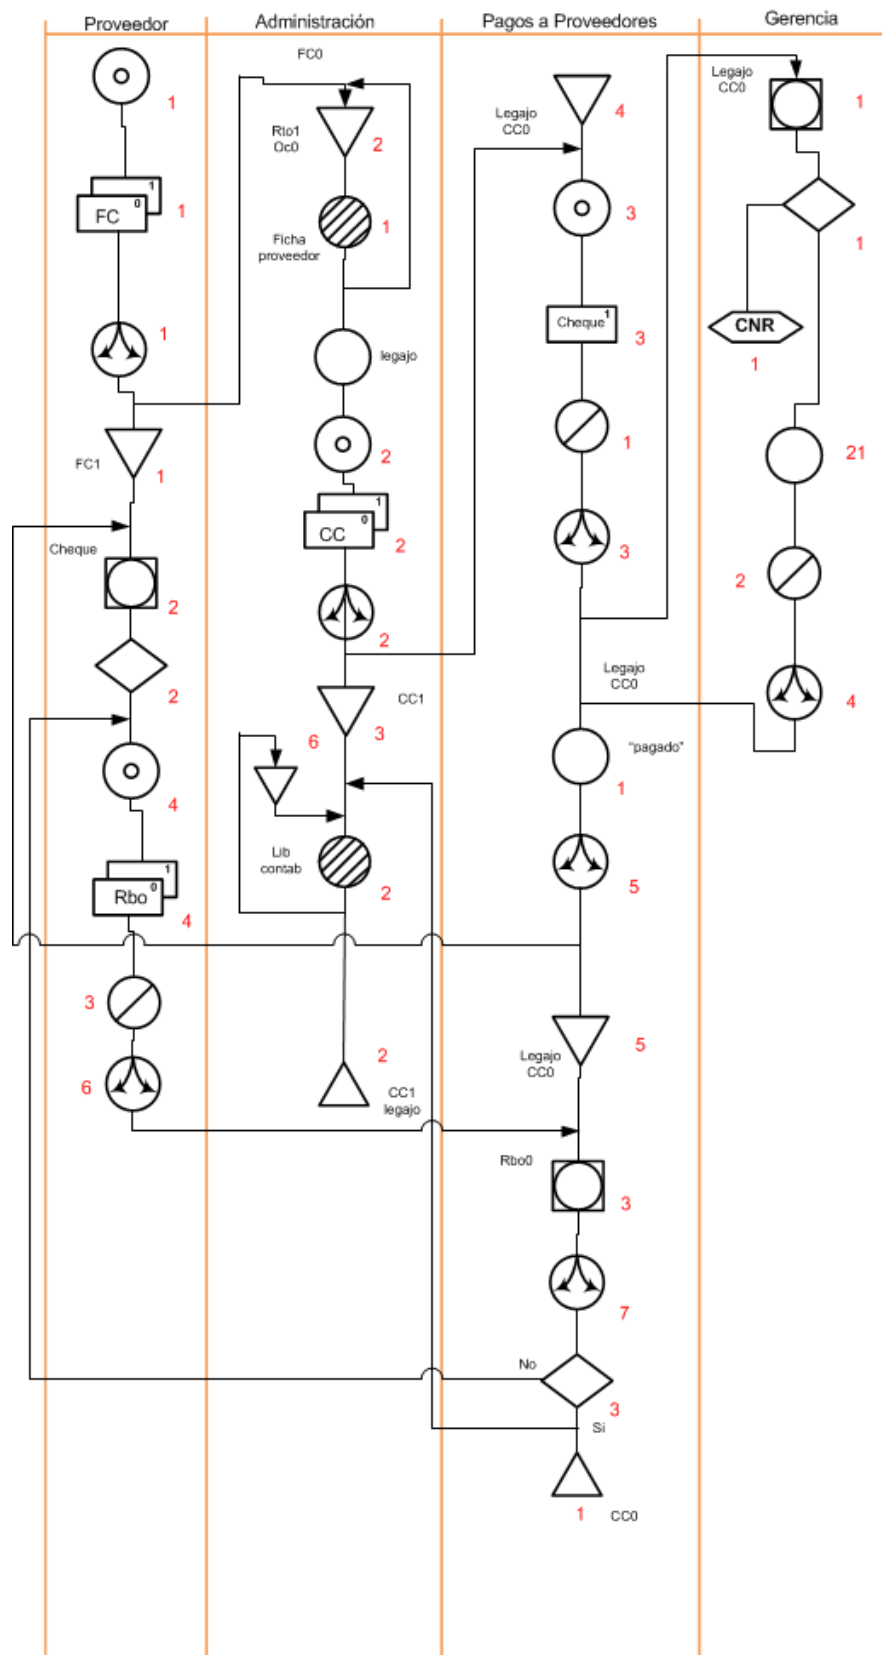 Proveedor
Administración
Pagos a Proveedores
Gerencia
1
1
0
FC
1
1
FC1
1
Cheque
2
2
4
1
0
Rbo
4
3
6
FC0
Rto1
Oc0
2
1
Ficha
proveedor
legajo
2
1
0
CC
2
2
CC1
3
6
Lib
contab
2
2
CC1
legajo
4
Legajo
CC0
3
Cheque
1
3
1
3
Legajo
CC0
"pagado"
1
5
5
Legajo
CC0
Rbo0
3
7
No
3
Si
1
CC0
Legajo
CC0
1
1
CNR
1
21
2
4